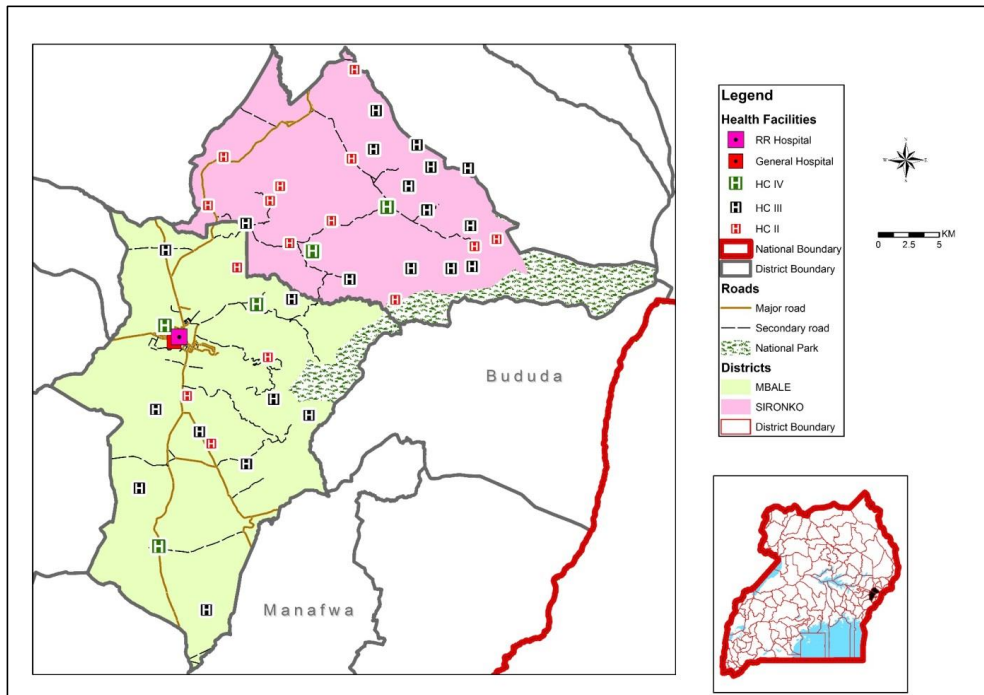 Bududa
Manafwa
Legend
Health Facilities
RR Hospital
General Hospital
HC IV
HC III
HC II
National Boundary
District Boundary
Roads
Major road
Secondary road
National Park
Districts
MBALE
SIRONKO
District Boundary
KM
0 2.5 5